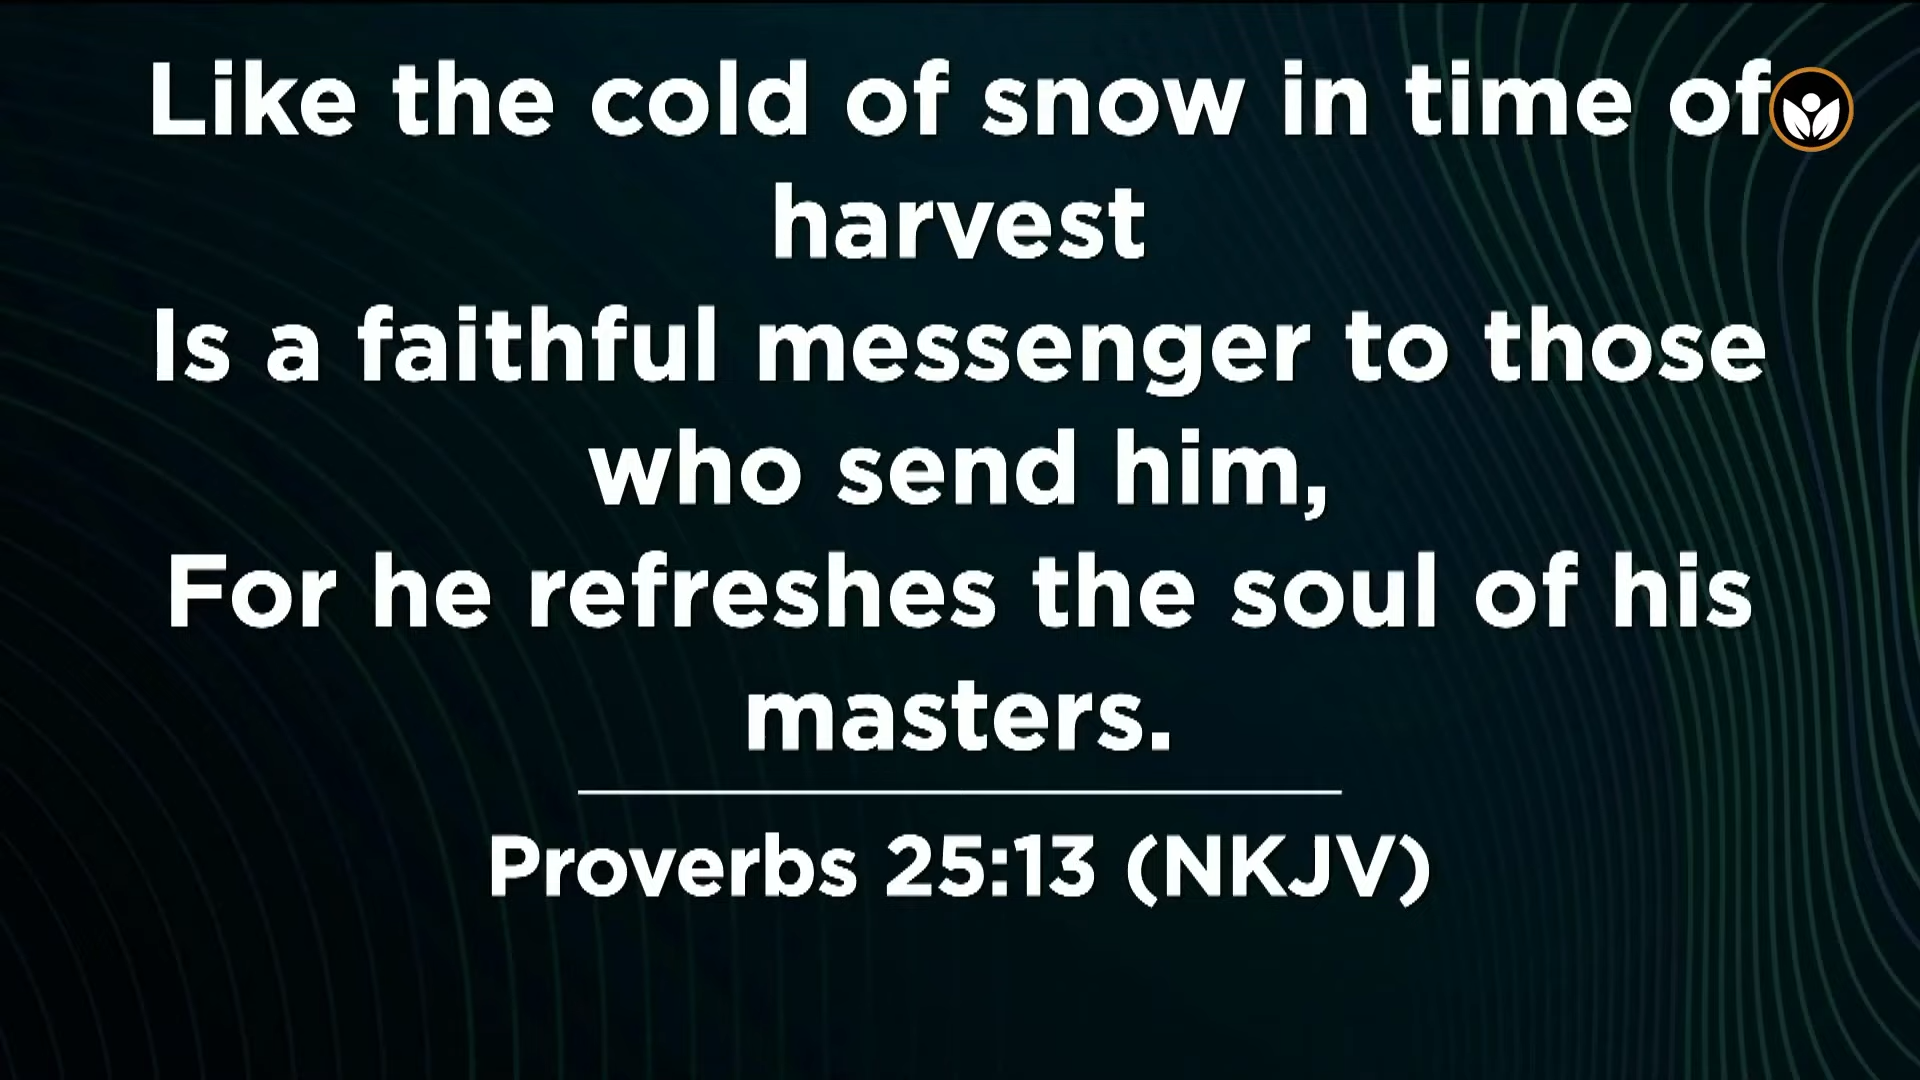 Like the cold of snow in time of
harvest
Is a faithful messenger to those
who send him,
For he refreshes the soul of his
masters.
Proverbs 25:13 (NKJV)